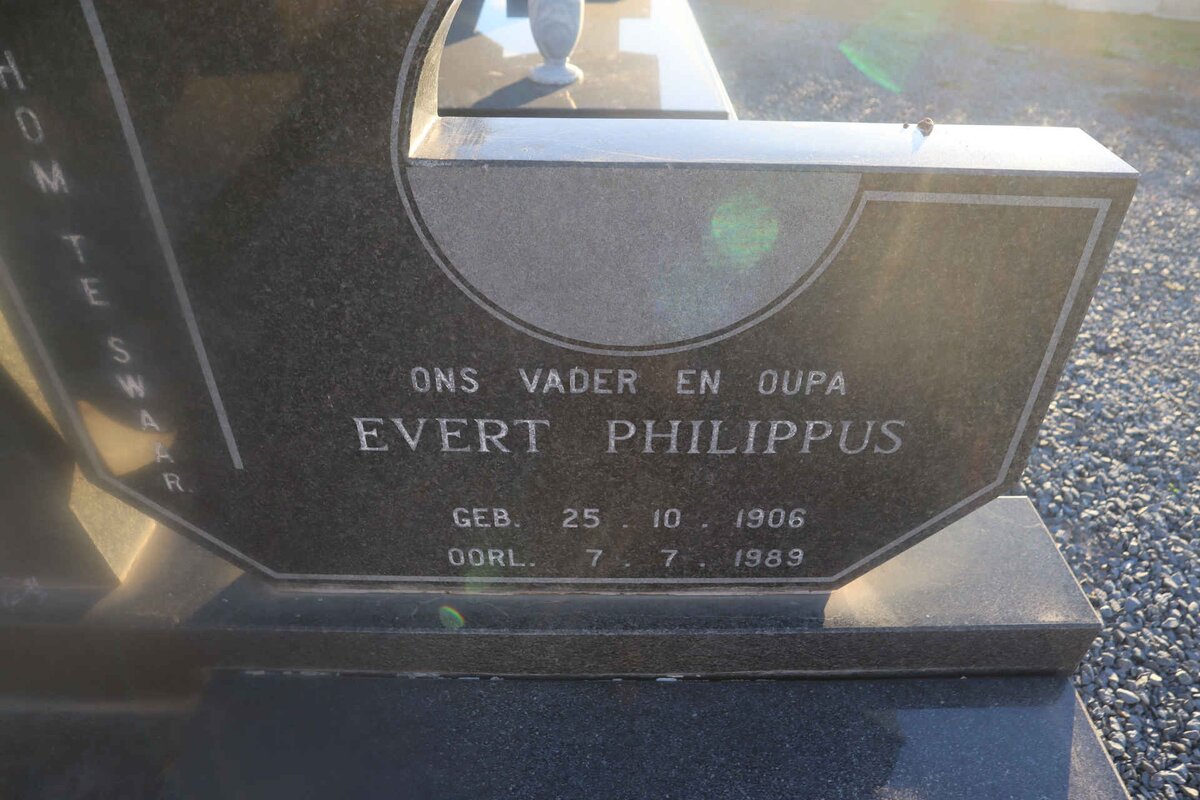 HOM TE SWAAR.
ONS VADER EN OUPA
EVERT PHILIPPUS
GEB. 25 . 10 . 1906
OORL. 7 . 7 . 1989